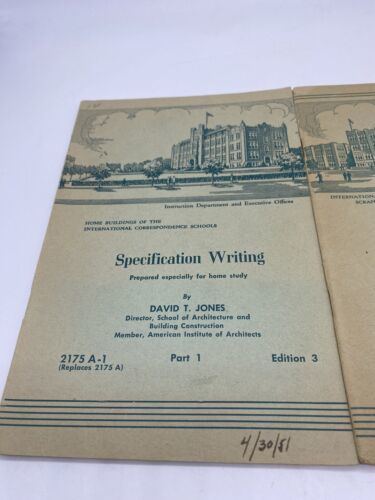 Instruction Department and Executive Offices
HOME BUILDINGS OF THE
INTERNATIONAL CORRESPONDENCE SCHOOLS
Specification Writing
Prepared especially for home study
By
DAVID T. JONES
Director, School of Architecture and
Building Construction
Member, American Institute of Architects
2175 A-1 Part 1 Edition 3
(Replaces 2175 A)
4/30/51
INTERNATION
SCRAN